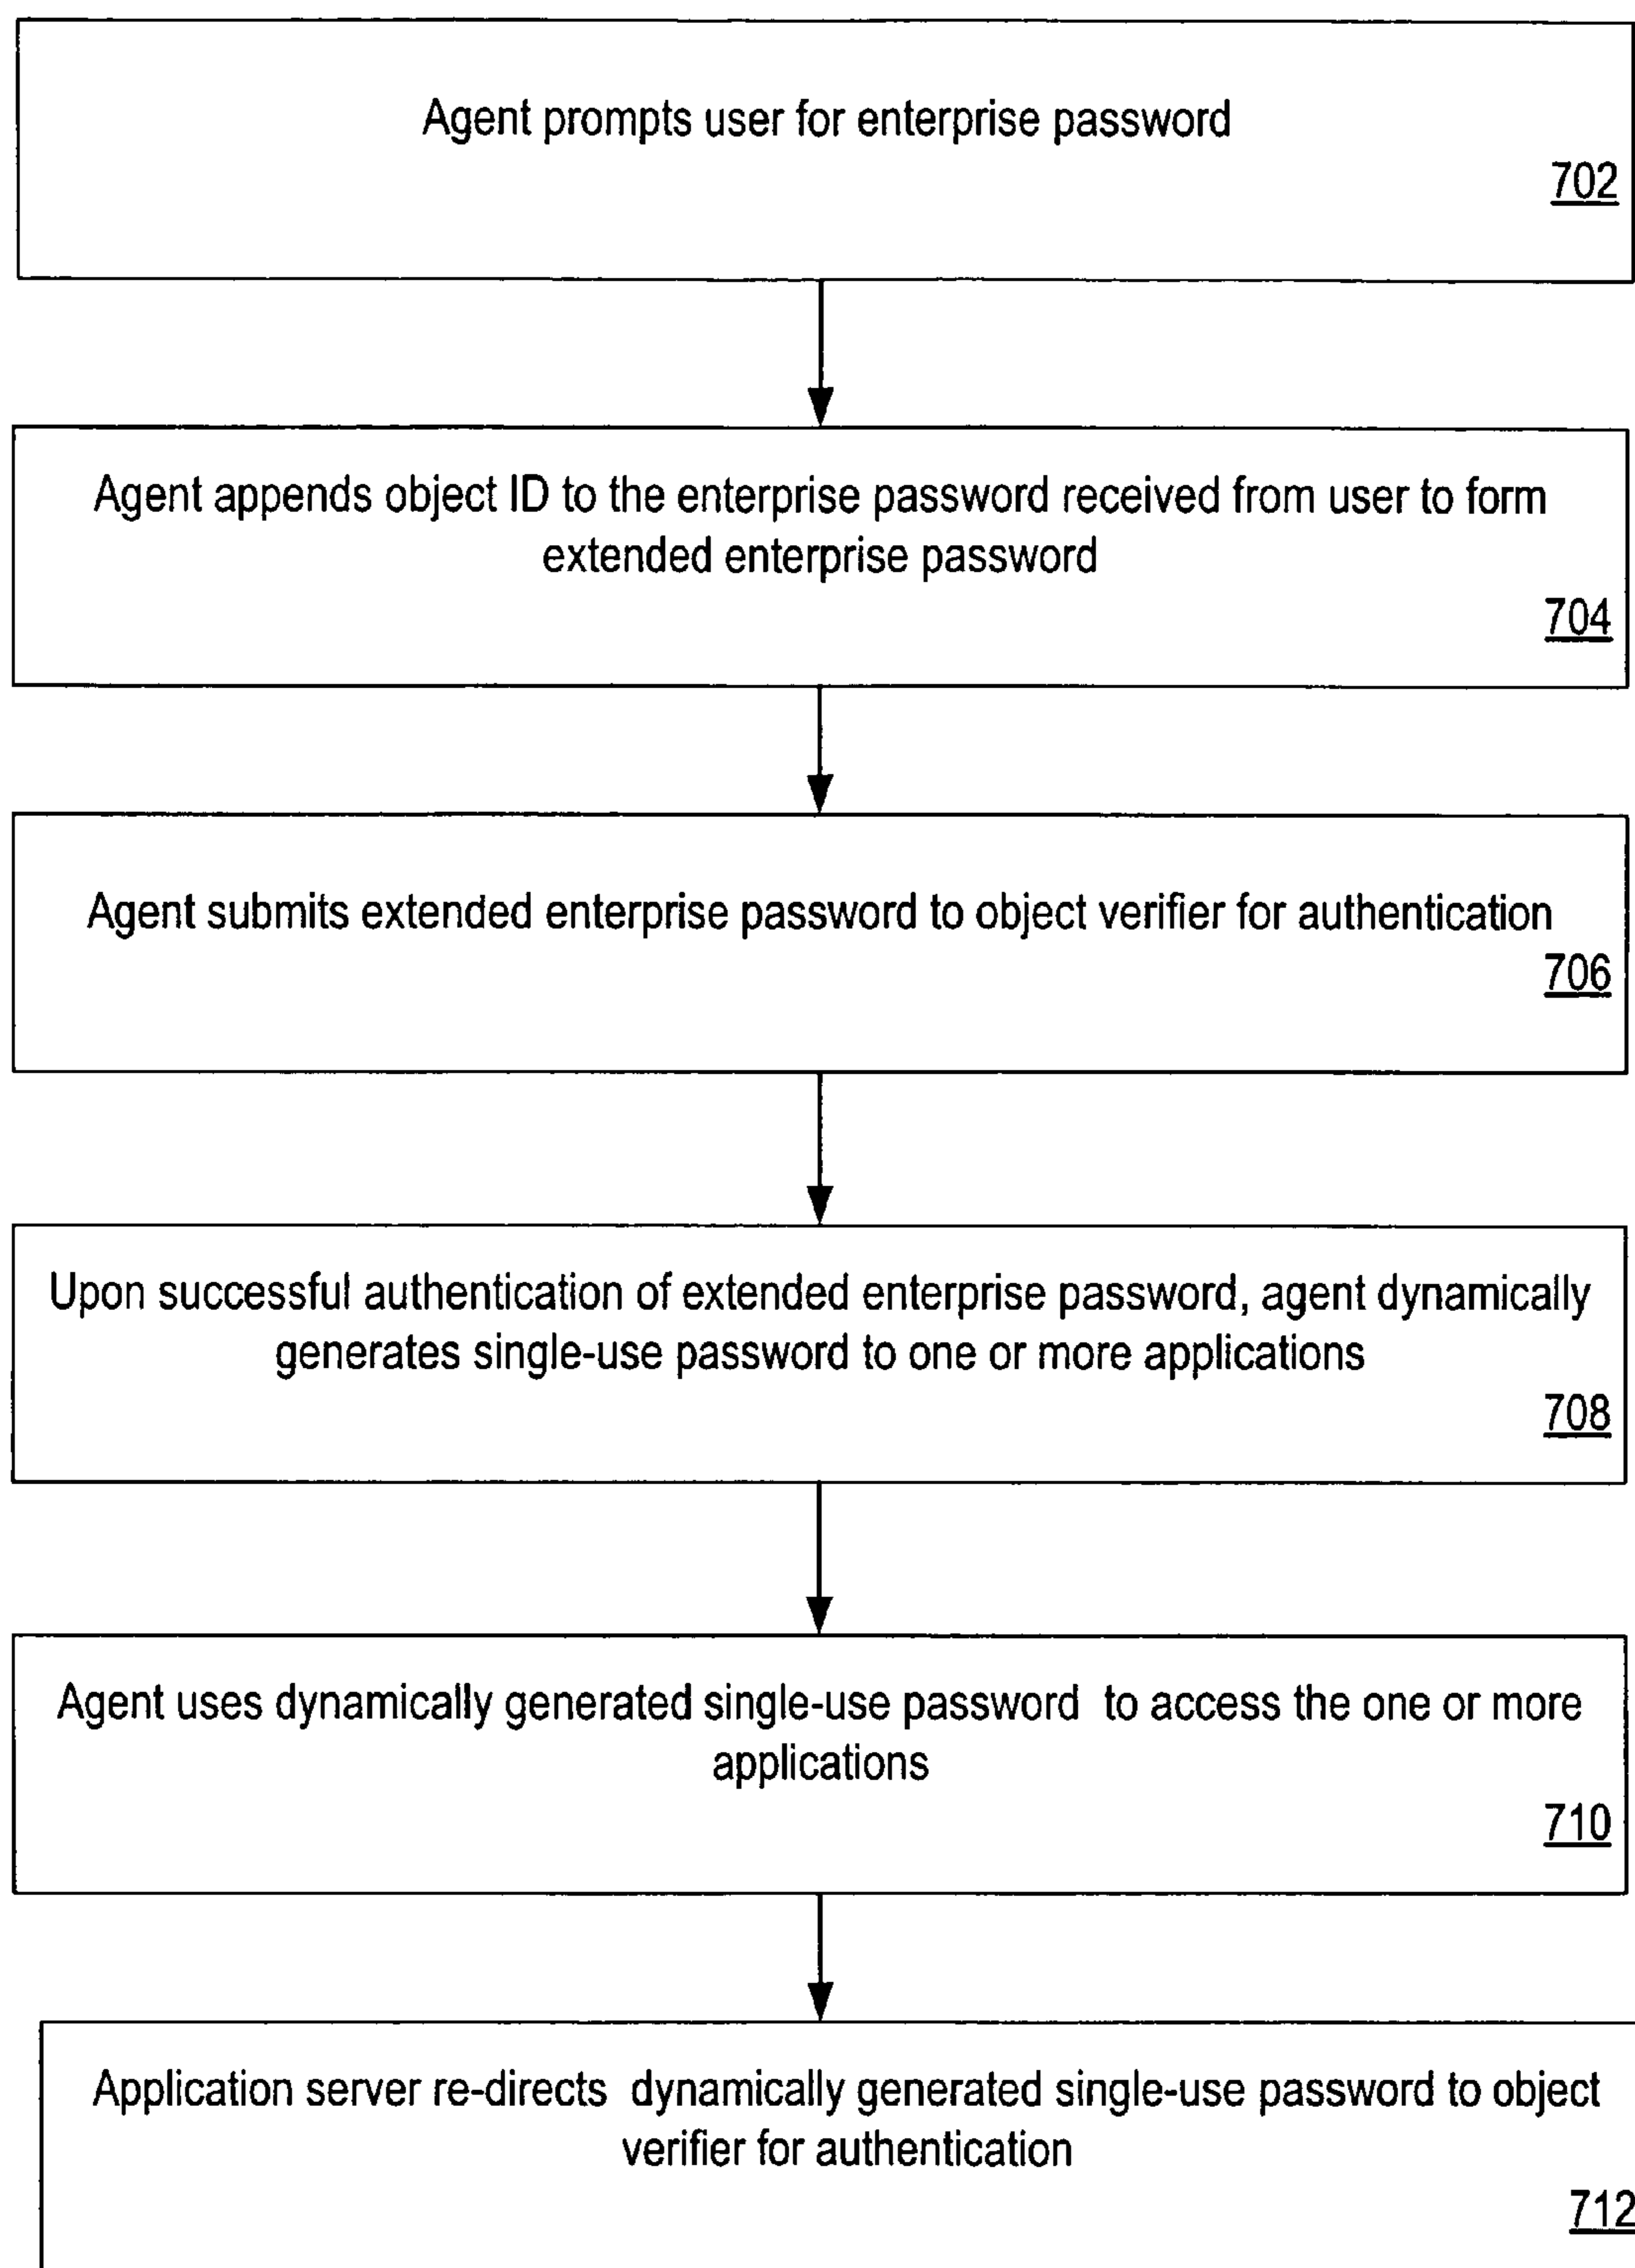 Agent prompts user for enterprise password
702
Agent appends object ID to the enterprise password received from user to form
extended enterprise password
704
Agent submits extended enterprise password to object verifier for authentication
706
Upon successful authentication of extended enterprise password, agent dynamically
generates single-use password to one or more applications
708
Agent uses dynamically generated single-use password to access the one or more
applications
710
Application server re-directs dynamically generated single-use password to object
verifier for authentication
712